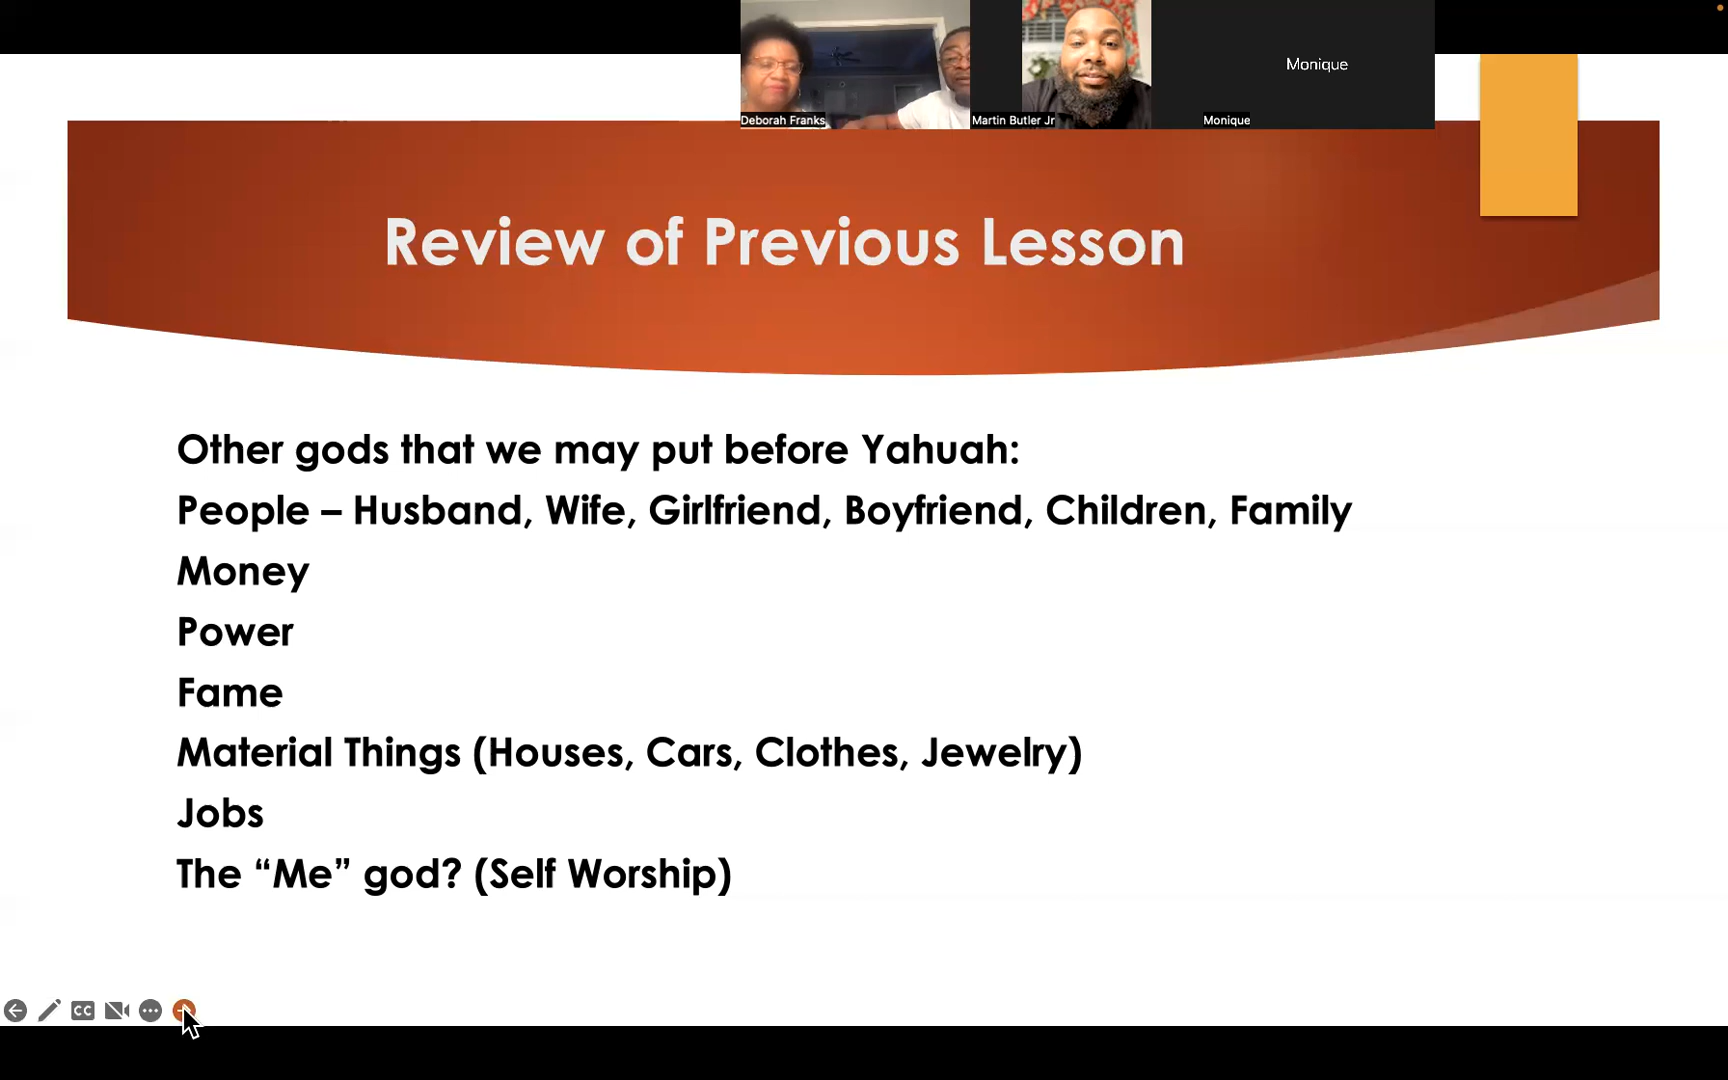 Monique
Deborah Franks
Martin Butler Jr
Monique
Review of Previous Lesson
Other gods that we may put before Yahuah:
People – Husband, Wife, Girlfriend, Boyfriend, Children, Family
Money
Power
Fame
Material Things (Houses, Cars, Clothes, Jewelry)
Jobs
The “Me” god? (Self Worship)
CC